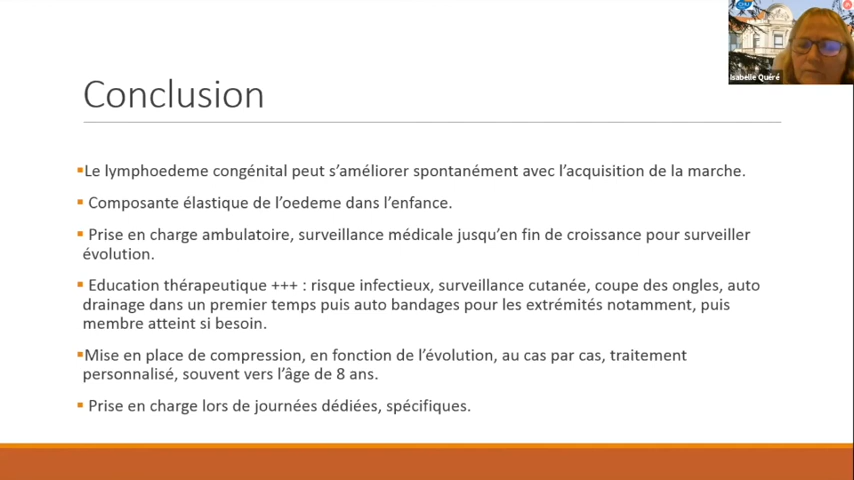 CHU
Isabelle Quéré
Conclusion
Le lymphoedeme congénital peut s’améliorer spontanément avec l’acquisition de la marche.
Composante élastique de l’oedeme dans l’enfance.
Prise en charge ambulatoire, surveillance médicale jusqu’en fin de croissance pour surveiller
évolution.
Education thérapeutique +++ : risque infectieux, surveillance cutanée, coupe des ongles, auto
drainage dans un premier temps puis auto bandages pour les extrémités notamment, puis
membre atteint si besoin.
Mise en place de compression, en fonction de l’évolution, au cas par cas, traitement
personnalisé, souvent vers l’âge de 8 ans.
Prise en charge lors de journées dédiées, spécifiques.